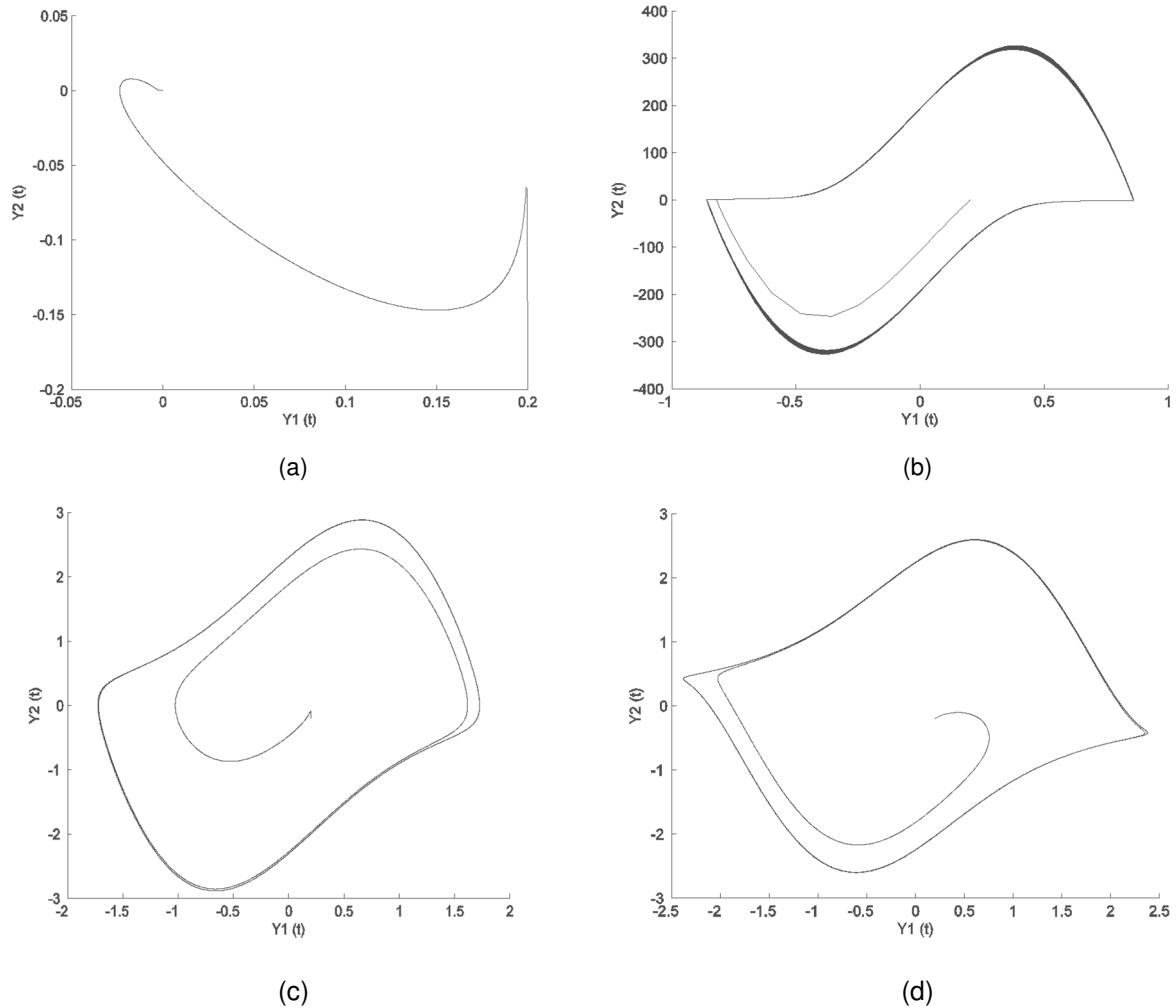 0.05
0
-0.05
-0.1
-0.15
-0.2
Y2 (t)
-0.05 0 0.05 0.1 0.15 0.2
Y1 (t)
(a)
400
300
200
100
0
-100
-200
-300
-400
Y2 (t)
-1 -0.5 0 0.5 1
Y1 (t)
(b)
3
2
1
0
-1
-2
-3
Y2 (t)
-2 -1.5 -1 -0.5 0 0.5 1 1.5 2
Y1 (t)
(c)
3
2
1
0
-1
-2
-3
Y2 (t)
-2.5 -2 -1.5 -1 -0.5 0 0.5 1 1.5 2 2.5
Y1 (t)
(d)